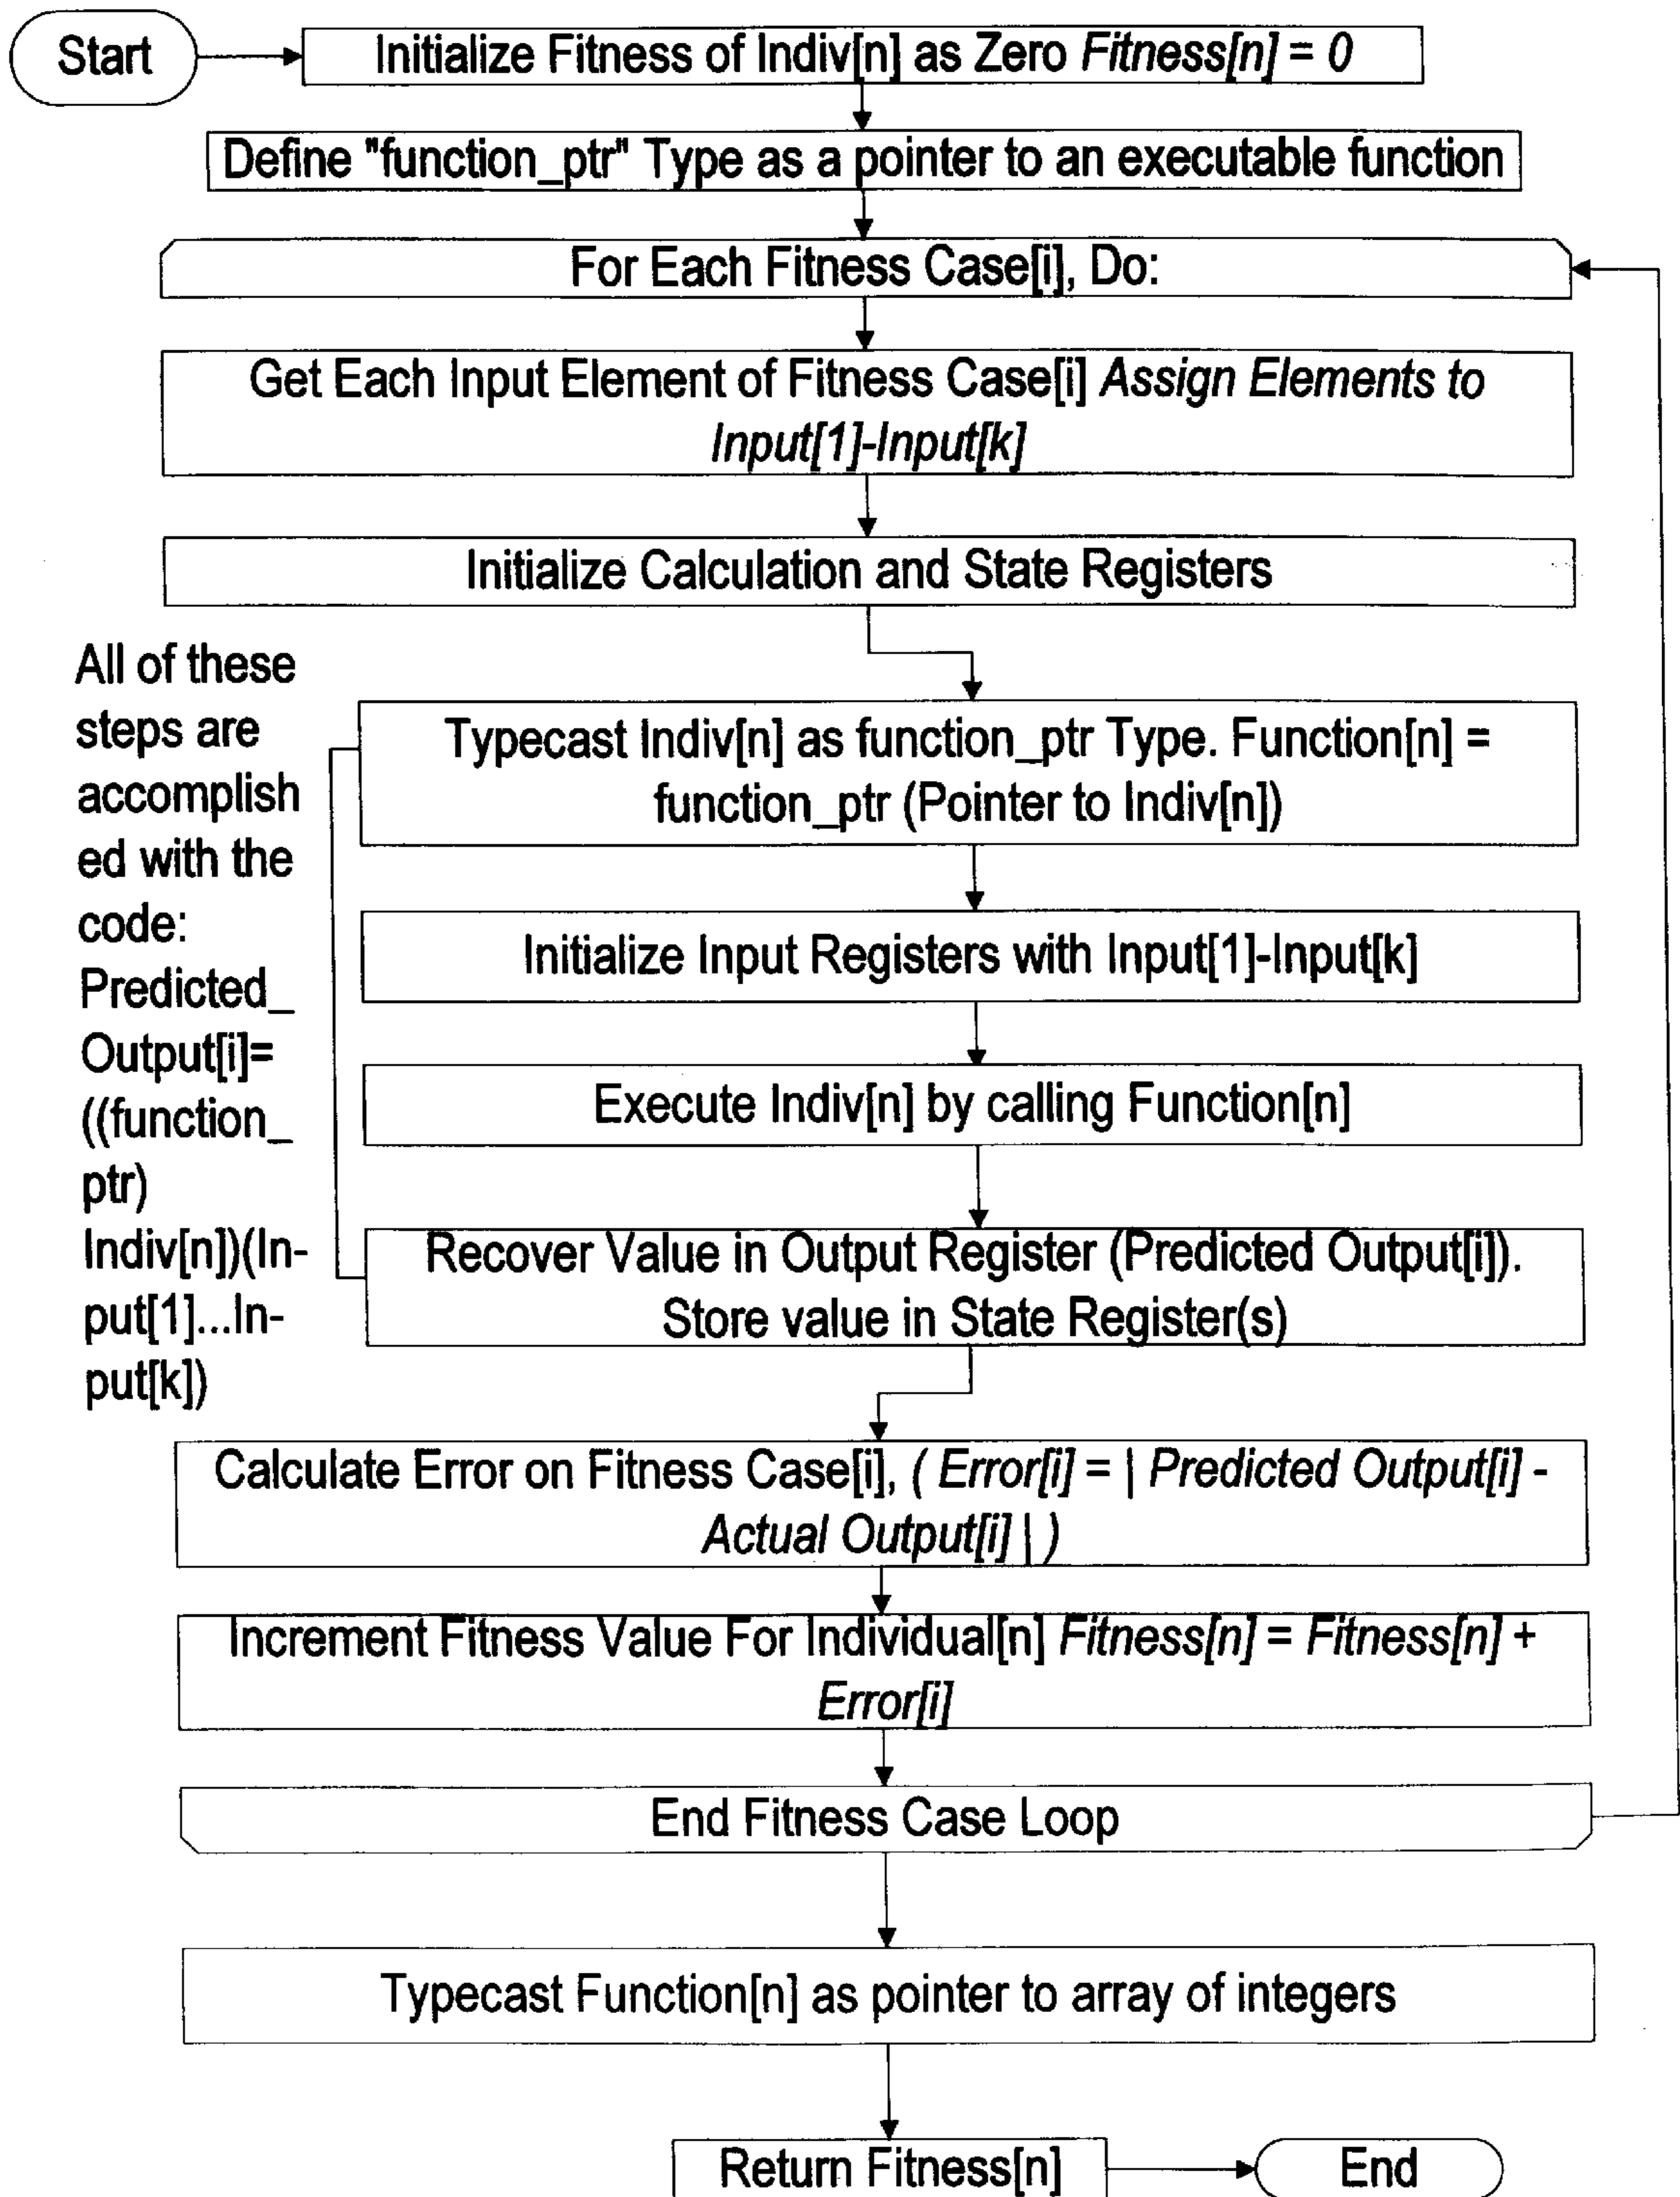 Start
Initialize Fitness of Indiv[n] as Zero Fitness[n] = 0
Define "function_ptr" Type as a pointer to an executable function
For Each Fitness Case[i], Do:
Get Each Input Element of Fitness Case[i] Assign Elements to
Input[1]-Input[k]
Initialize Calculation and State Registers
All of these
steps are
accomplish
ed with the
code:
Predicted_
Output[i]=
((function_
ptr)
Indiv[n])(In-
put[1]...In-
put[k])
Typecast Indiv[n] as function_ptr Type. Function[n] =
function_ptr (Pointer to Indiv[n])
Initialize Input Registers with Input[1]-Input[k]
Execute Indiv[n] by calling Function[n]
Recover Value in Output Register (Predicted Output[i]).
Store value in State Register(s)
Calculate Error on Fitness Case[i], ( Error[i] = | Predicted Output[i] -
Actual Output[i] | )
Increment Fitness Value For Individual[n] Fitness[n] = Fitness[n] +
Error[i]
End Fitness Case Loop
Typecast Function[n] as pointer to array of integers
Return Fitness[n]
End